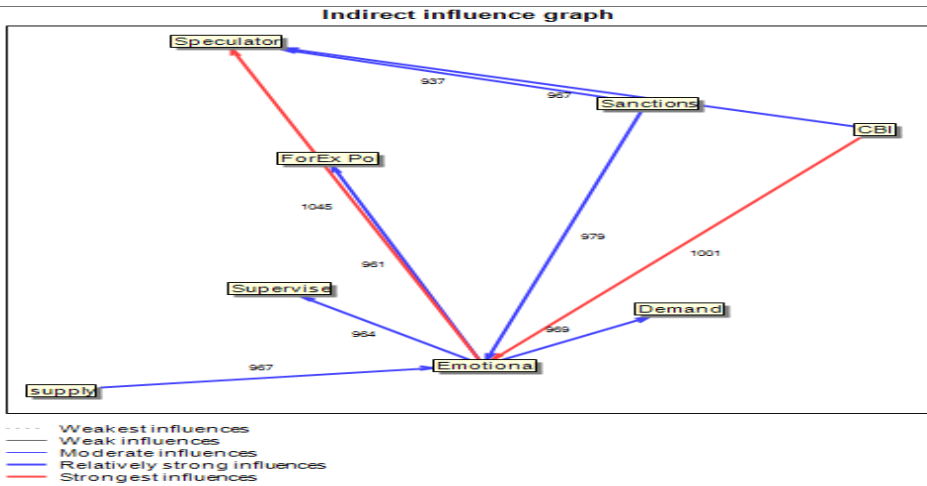 Indirect influence graph
Speculator
937
967
Sanctions
CBI
ForEx Po
1045
979
1001
961
Supervise
Demand
964
969
Emotiona
967
supply
Weakest influences
Weak influences
Moderate influences
Relatively strong influences
Strongest influences